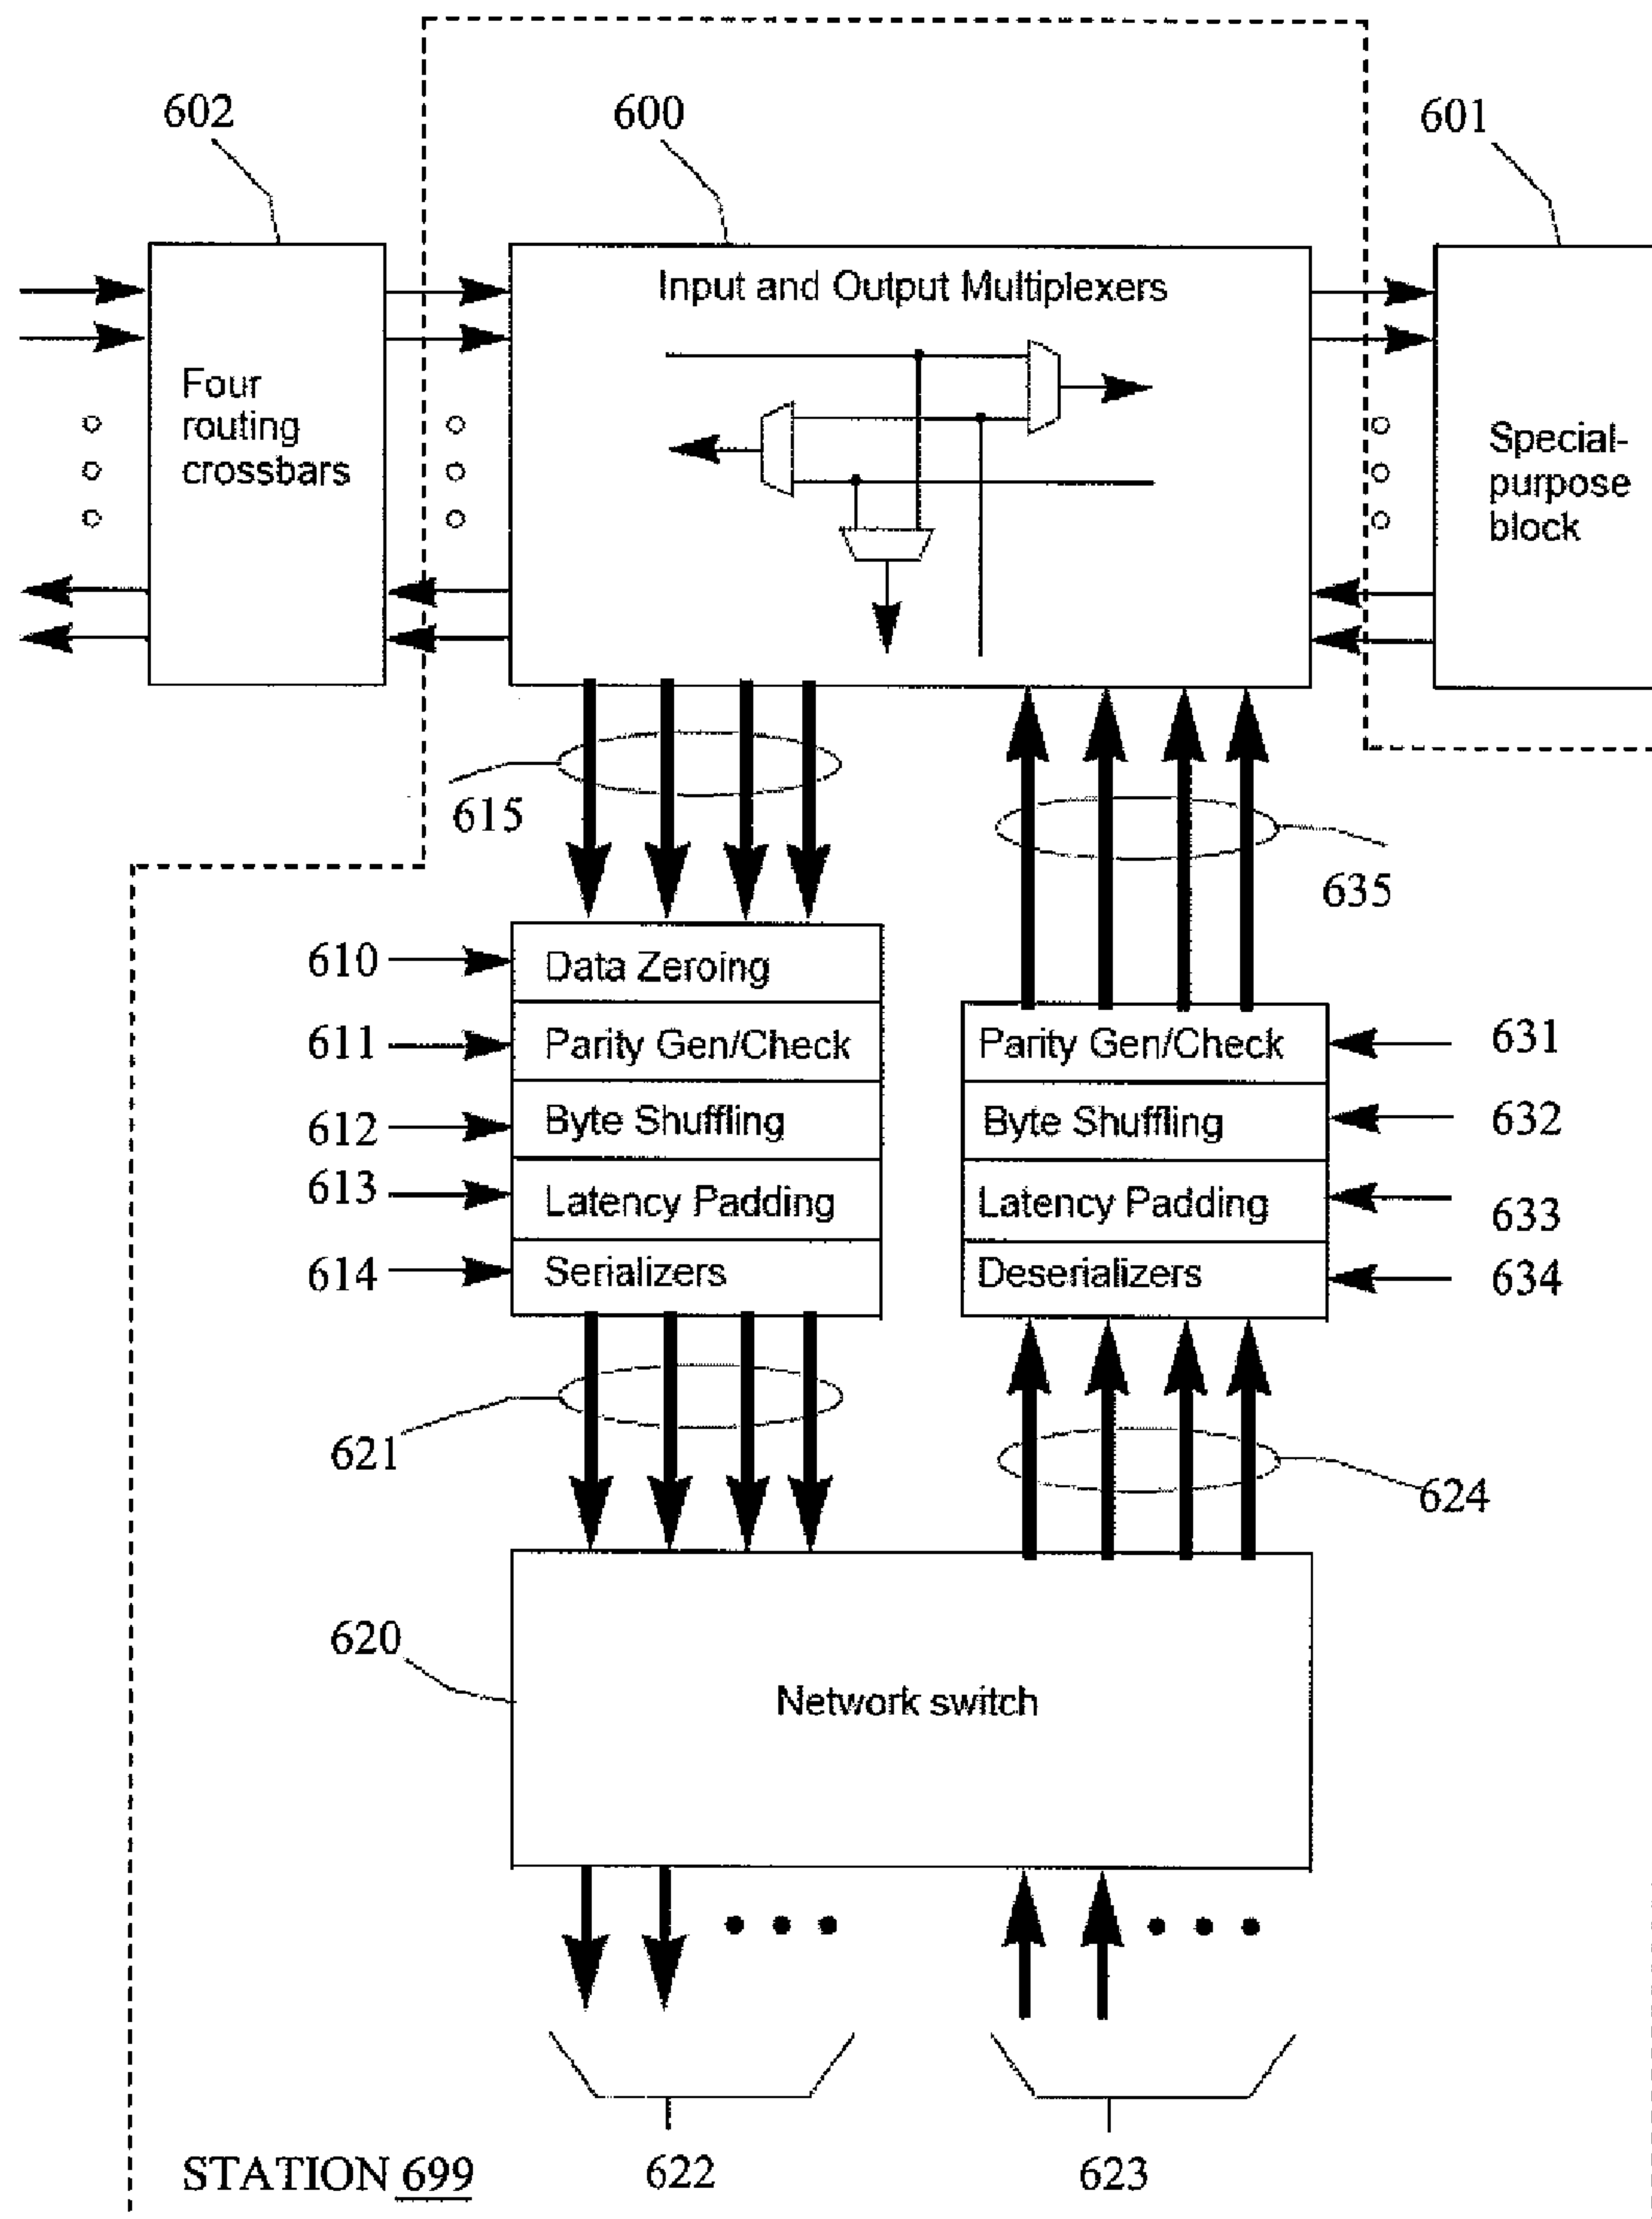 602
600
601
Input and Output Multiplexers
Four
routing
crossbars
Special-
purpose
block
615
635
610
Data Zeroing
611
Parity Gen/Check
Parity Gen/Check
631
612
Byte Shuffling
Byte Shuffling
632
613
Latency Padding
Latency Padding
633
614
Serializers
Deserializers
634
621
624
620
Network switch
STATION 699
622
623